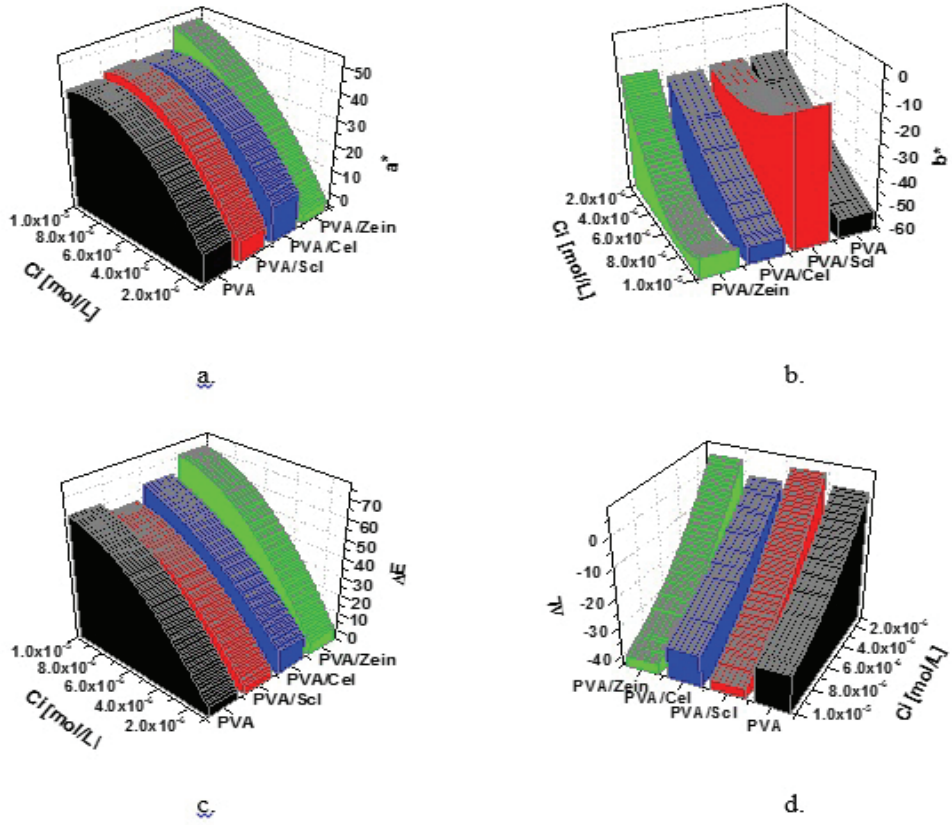 50
40
30
20
10
0
a*
1.0x10⁻⁵
8.0x10⁻⁶
6.0x10⁻⁶
4.0x10⁻⁶
2.0x10⁻⁶
Ci [mol/L]
PVA/Zein
PVA/Cel
PVA/Scl
PVA
a.
0
-10
-20
-30
-40
-50
-60
b*
2.0x10⁻⁶
4.0x10⁻⁶
6.0x10⁻⁶
8.0x10⁻⁶
1.0x10⁻⁵
Ci [mol/L]
PVA
PVA/Scl
PVA/Cel
PVA/Zein
b.
70
60
50
40
30
20
10
0
ΔE
1.0x10⁻⁵
8.0x10⁻⁶
6.0x10⁻⁶
4.0x10⁻⁶
2.0x10⁻⁶
Ci [mol/L]
PVA/Zein
PVA/Cel
PVA/Scl
PVA
c.
0
-10
-20
-30
-40
ΔL
PVA/Zein
PVA/Cel
PVA/Scl
PVA
2.0x10⁻⁶
4.0x10⁻⁶
6.0x10⁻⁶
8.0x10⁻⁶
1.0x10⁻⁵
Ci [mol/L]
d.